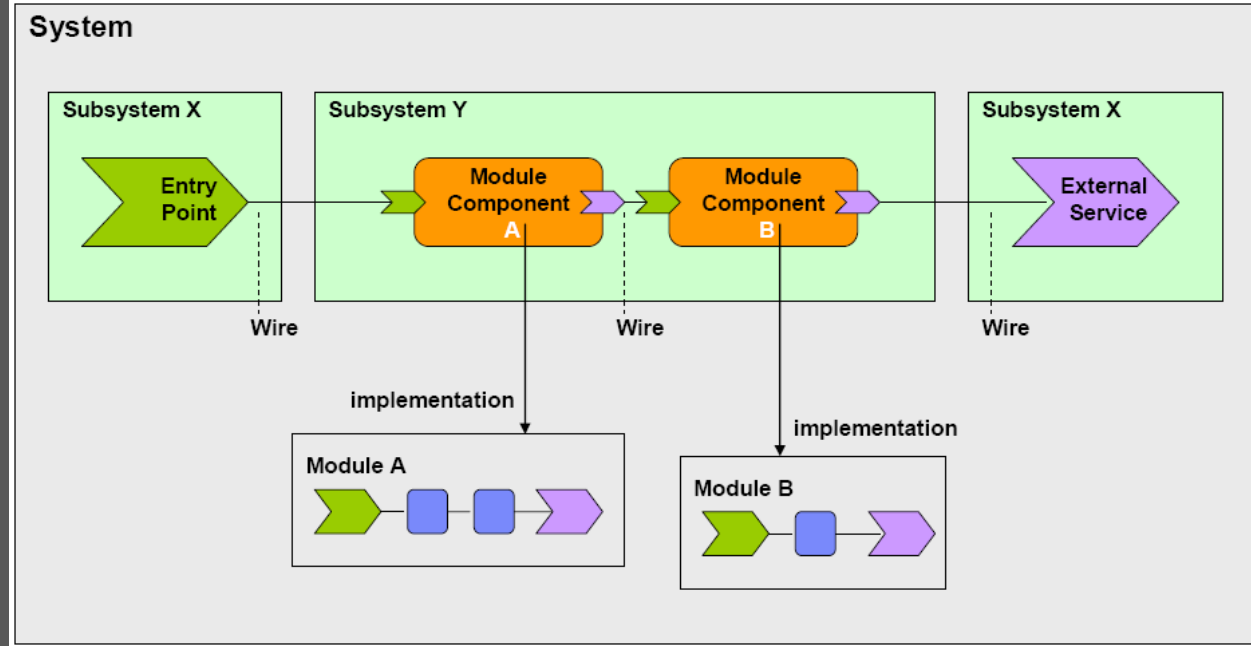 System
Subsystem X
Subsystem Y
Subsystem X
Entry
Point
Module
Component
A
Module
Component
B
External
Service
Wire
Wire
Wire
implementation
implementation
Module A
Module B